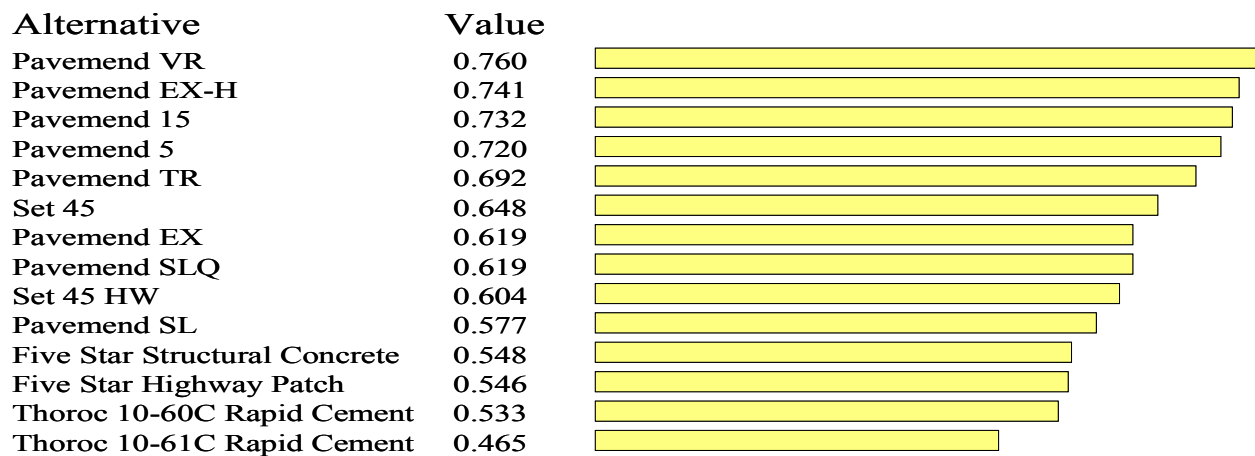 Alternative Value
Pavemend VR 0.760
Pavemend EX-H 0.741
Pavemend 15 0.732
Pavemend 5 0.720
Pavemend TR 0.692
Set 45 0.648
Pavemend EX 0.619
Pavemend SLQ 0.619
Set 45 HW 0.604
Pavemend SL 0.577
Five Star Structural Concrete 0.548
Five Star Highway Patch 0.546
Thoroc 10-60C Rapid Cement 0.533
Thoroc 10-61C Rapid Cement 0.465